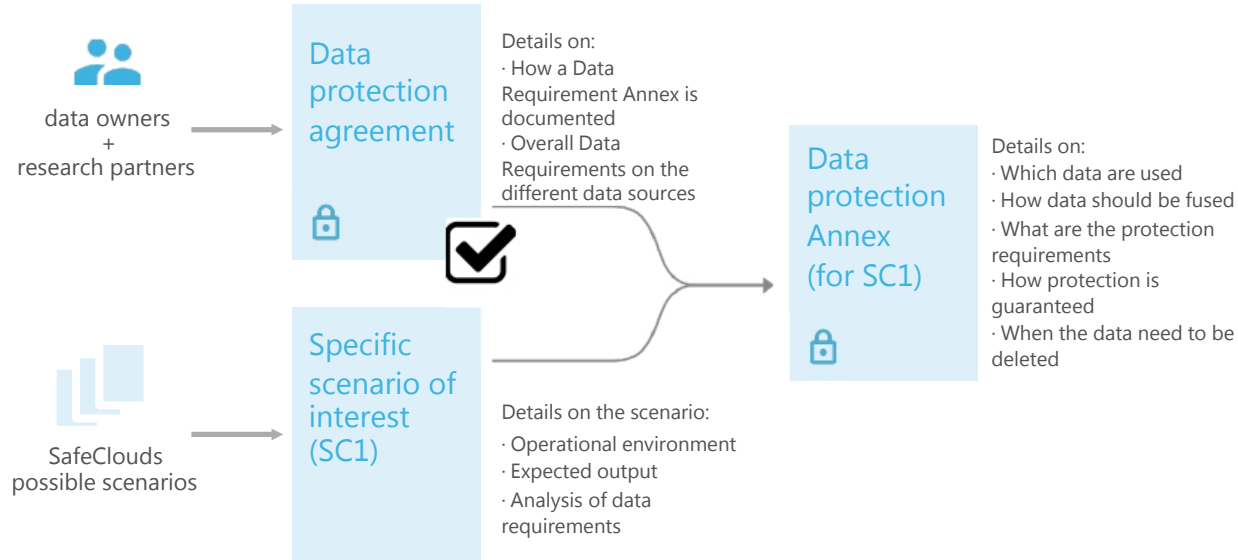 data owners
+
research partners
Data
protection
agreement
Details on:
· How a Data
Requirement Annex is
documented
· Overall Data
Requirements on the
different data sources
SafeClouds
possible scenarios
Specific
scenario of
interest
(SC1)
Details on the scenario:
· Operational environment
· Expected output
· Analysis of data
requirements
Data
protection
Annex
(for SC1)
Details on:
· Which data are used
· How data should be fused
· What are the protection
requirements
· How protection is
guaranteed
· When the data need to be
deleted